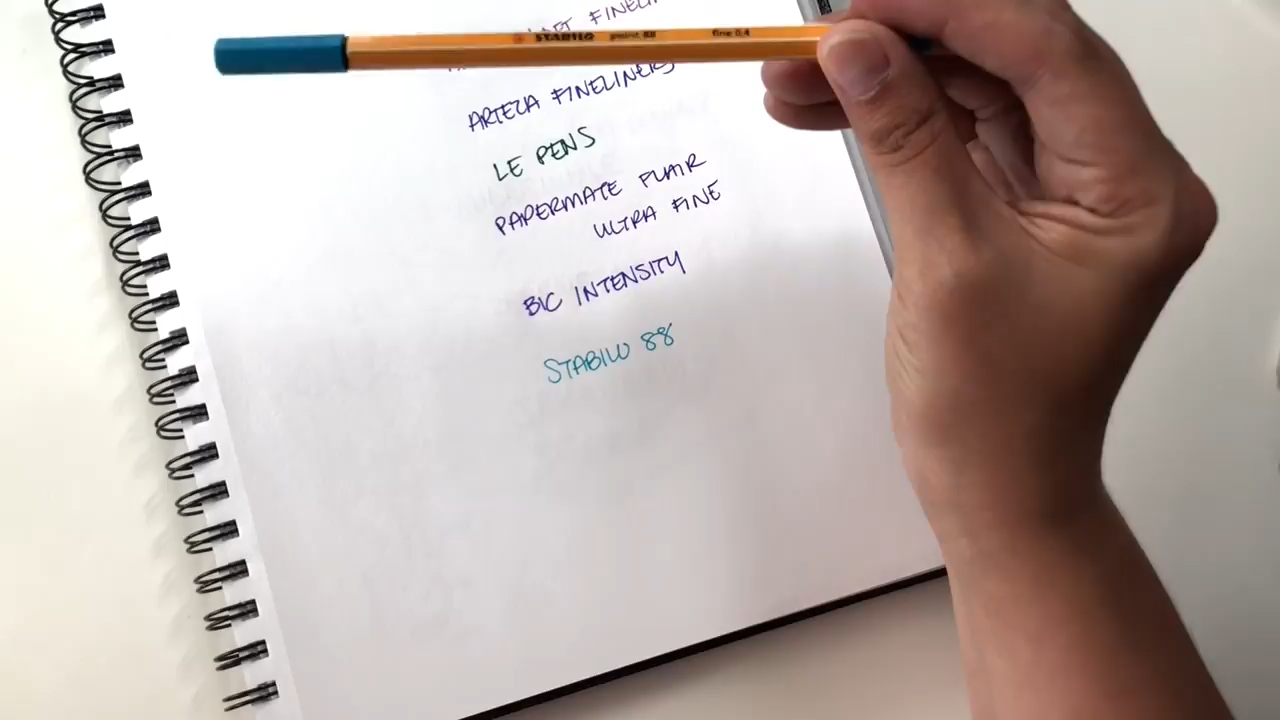 STABILO point 88 fine 0,4
ARTEZA FINELINERS
LE PENS
PAPERMATE FLAIR
ULTRA FINE
BIC INTENSITY
STABILO 88